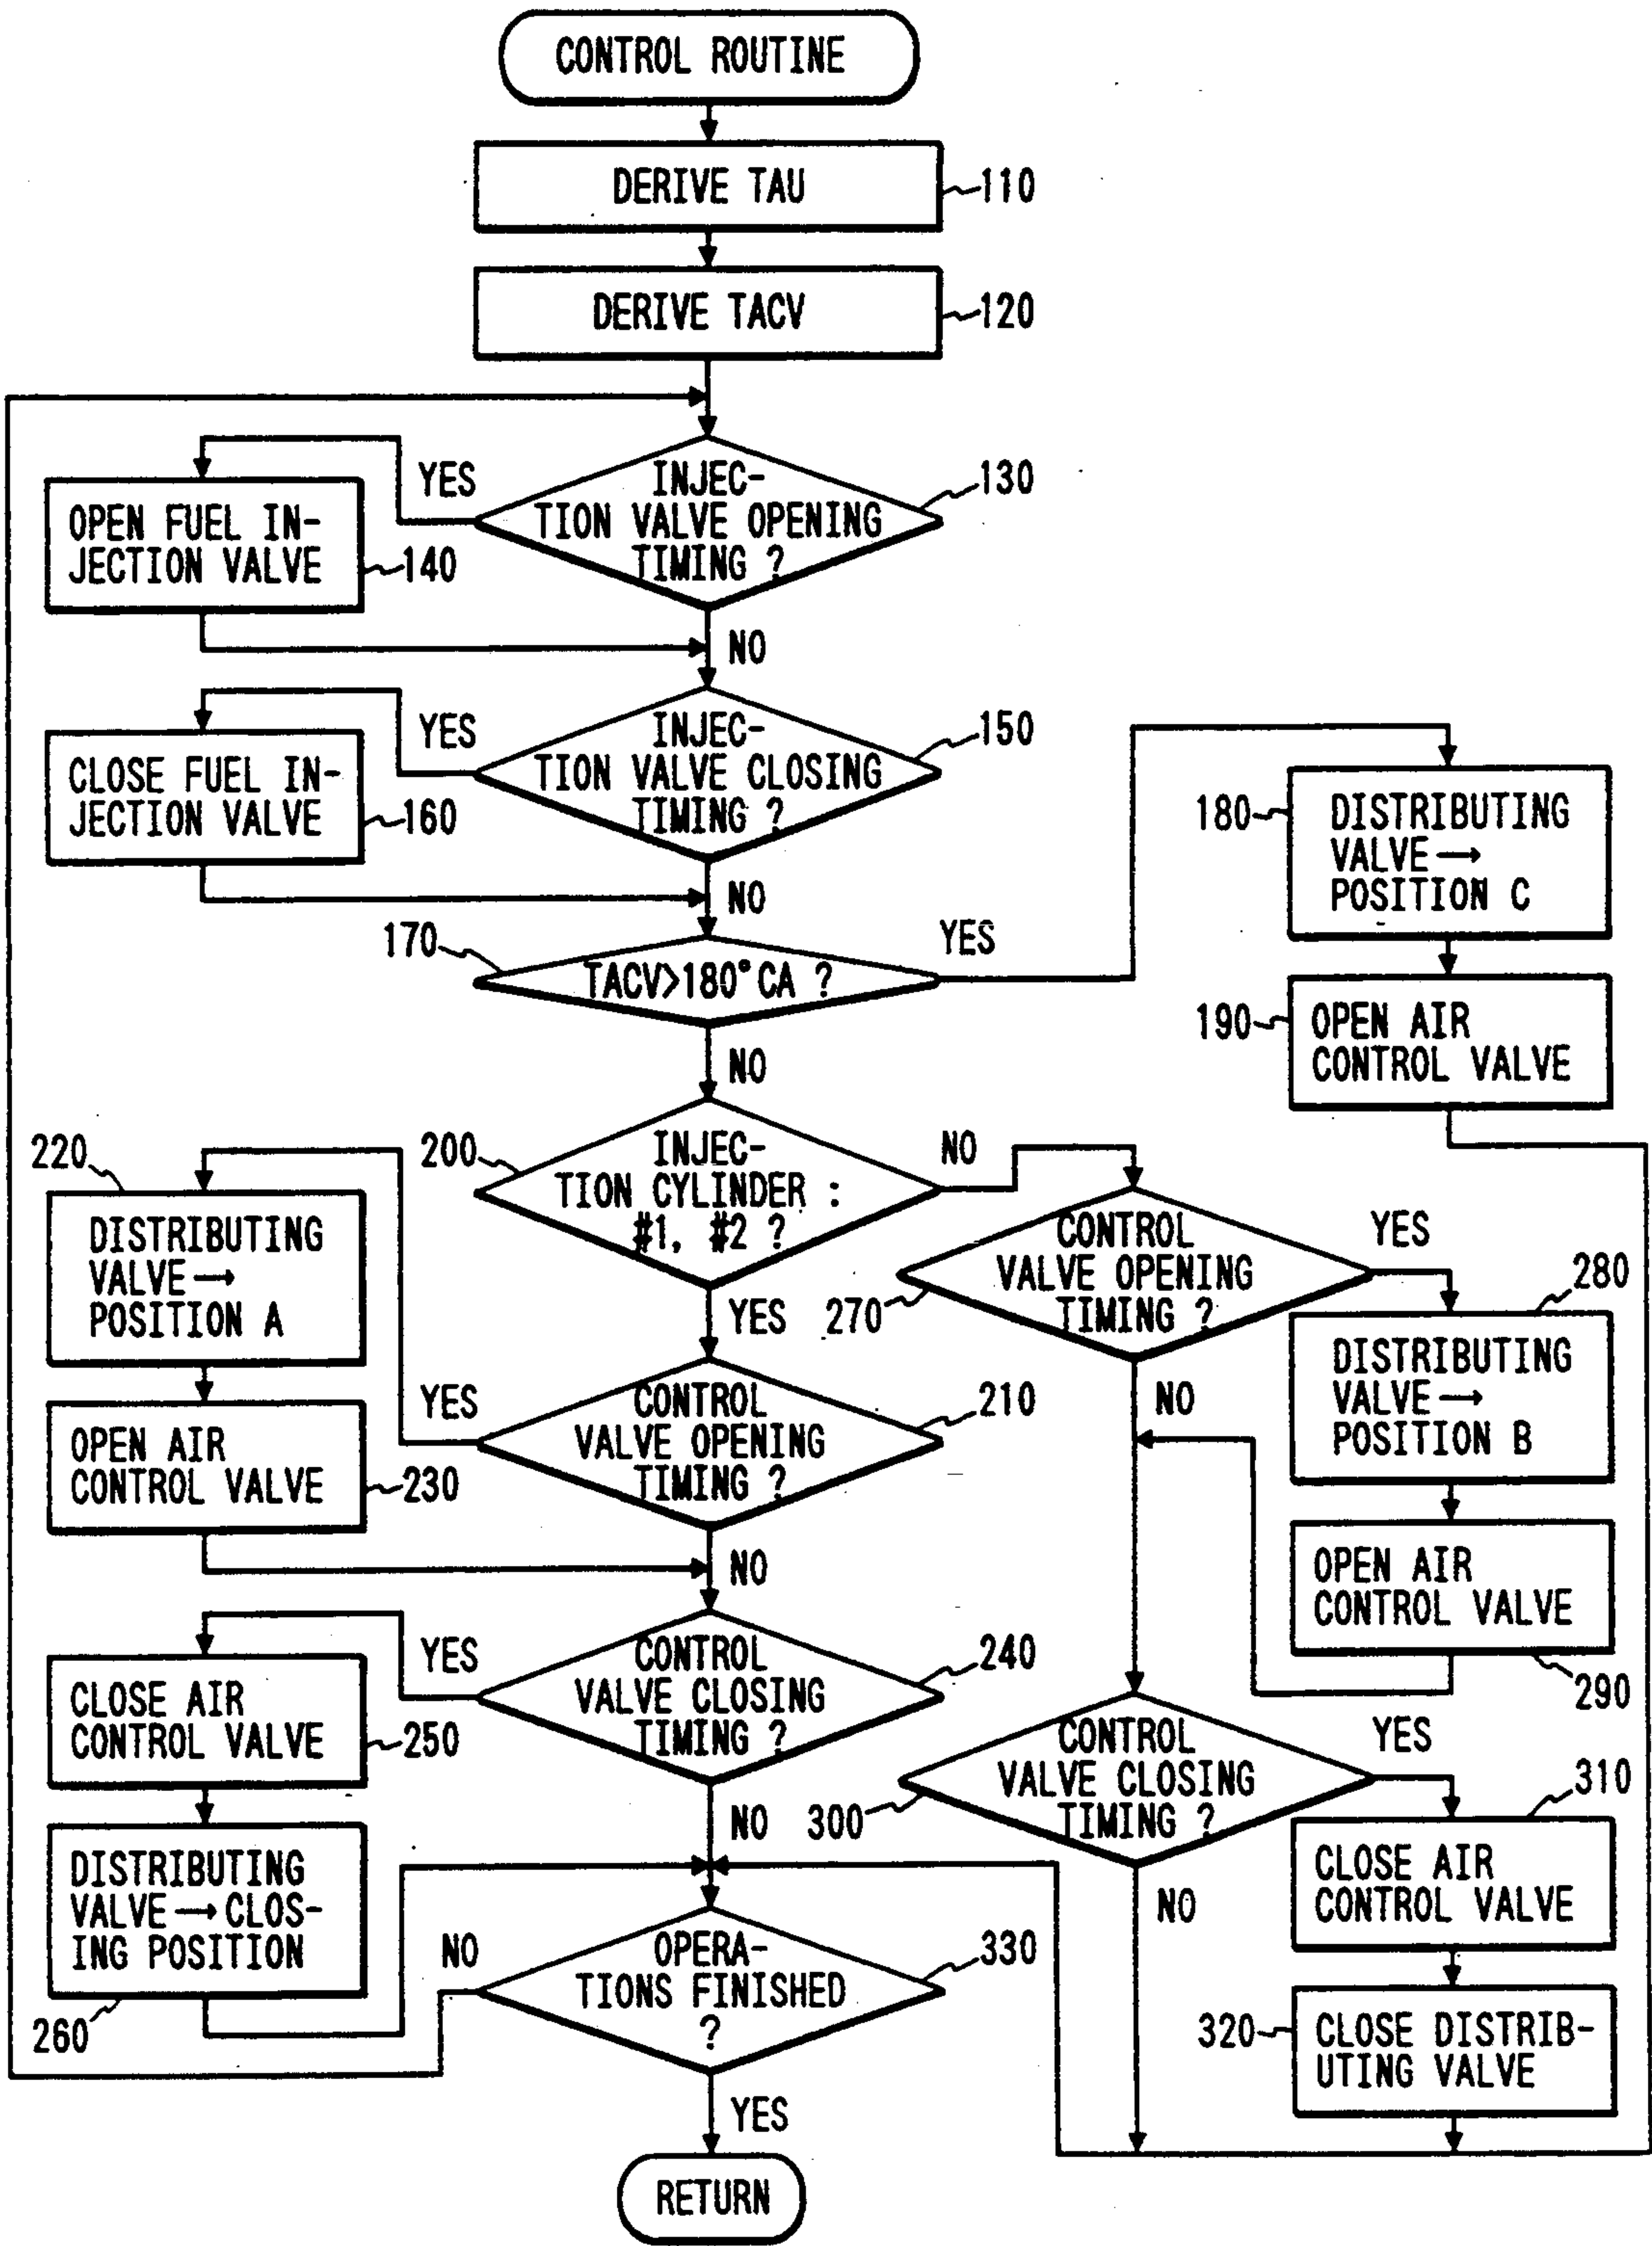 CONTROL ROUTINE
DERIVE TAU
110
DERIVE TACV
120
INJEC-
TION VALVE OPENING
TIMING ?
130
YES
OPEN FUEL IN-
JECTION VALVE
140
NO
INJEC-
TION VALVE CLOSING
TIMING ?
150
YES
CLOSE FUEL IN-
JECTION VALVE
160
NO
170
TACV>180°CA ?
YES
180
DISTRIBUTING
VALVE→
POSITION C
190
OPEN AIR
CONTROL VALVE
NO
200
INJEC-
TION CYLINDER :
#1, #2 ?
NO
YES
220
DISTRIBUTING
VALVE→
POSITION A
OPEN AIR
CONTROL VALVE
230
YES
CONTROL
VALVE OPENING
TIMING ?
210
NO
CONTROL
VALVE OPENING
TIMING ?
270
YES
280
DISTRIBUTING
VALVE→
POSITION B
NO
OPEN AIR
CONTROL VALVE
290
YES
CONTROL
VALVE CLOSING
TIMING ?
240
CLOSE AIR
CONTROL VALVE
250
NO
DISTRIBUTING
VALVE→CLOS-
ING POSITION
260
300
CONTROL
VALVE CLOSING
TIMING ?
YES
310
CLOSE AIR
CONTROL VALVE
NO
320
CLOSE DISTRIB-
UTING VALVE
NO
OPERA-
TIONS FINISHED
?
330
YES
RETURN